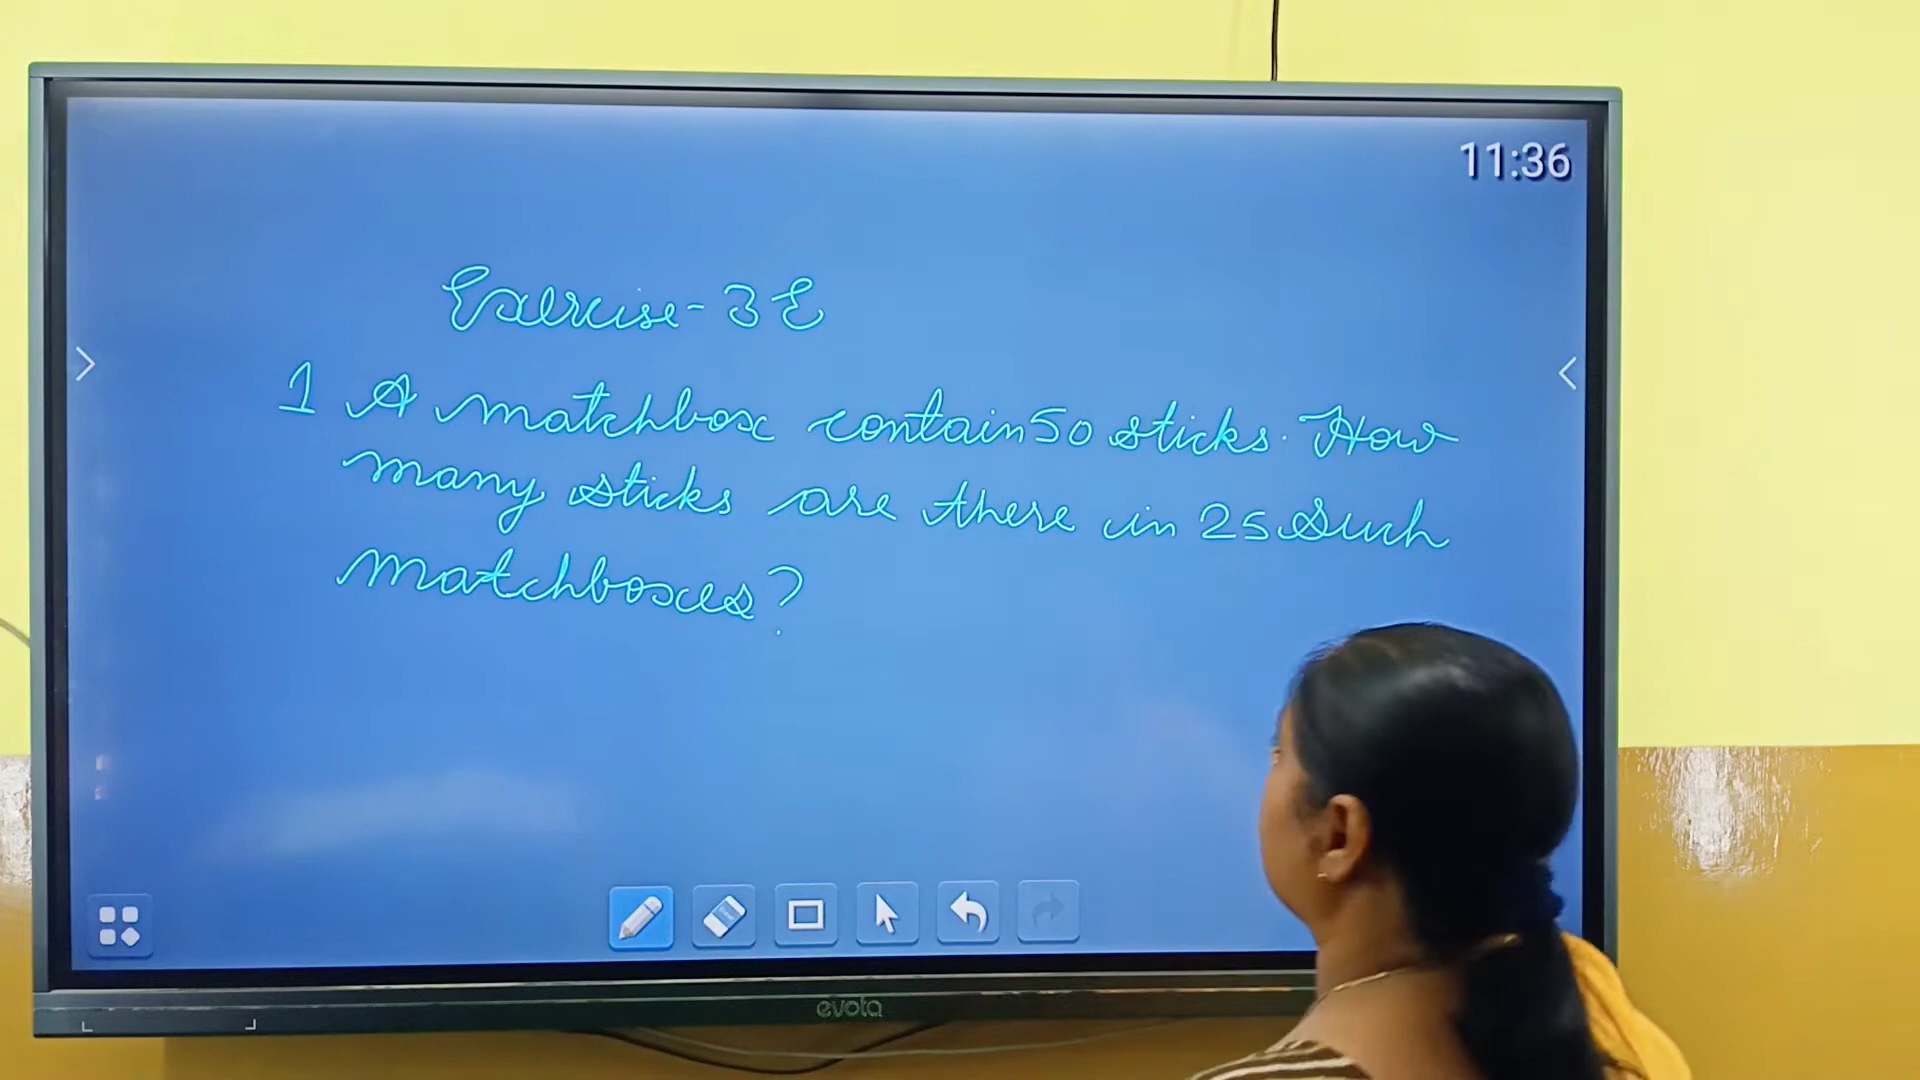 11:36
Exercise-3E
1 A matchbox contain 50 sticks. How
many sticks are there in 25 Such
matchboxes?
evota